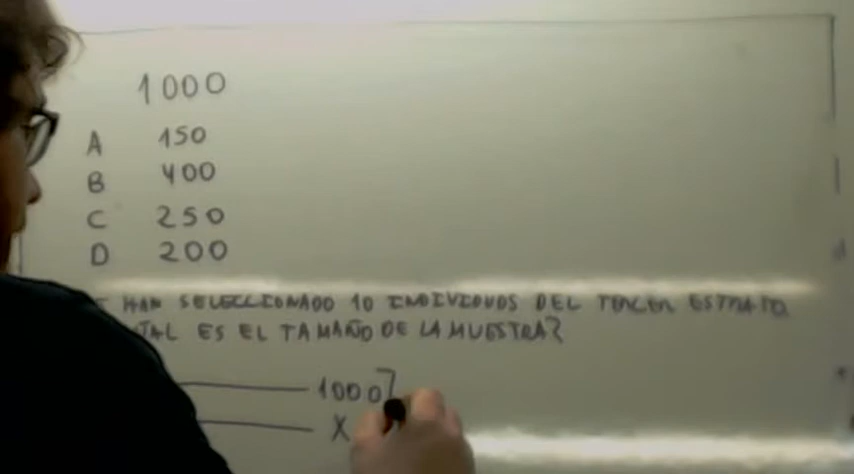 1000
A 150
B 400
C 250
D 200
HAN SELECCIONADO 10 INDIVIDUOS DEL TERCER ESTRATO
ES EL TAMAÑO DE LA MUESTRA?
1000
X